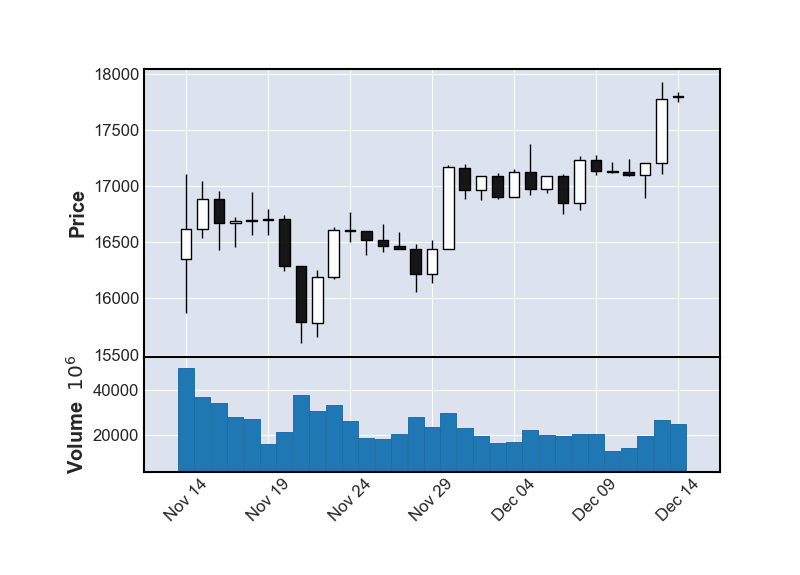 18000
17500
17000
16500
16000
15500
Price
40000
20000
Volume 10⁶
Nov 14
Nov 19
Nov 24
Nov 29
Dec 04
Dec 09
Dec 14